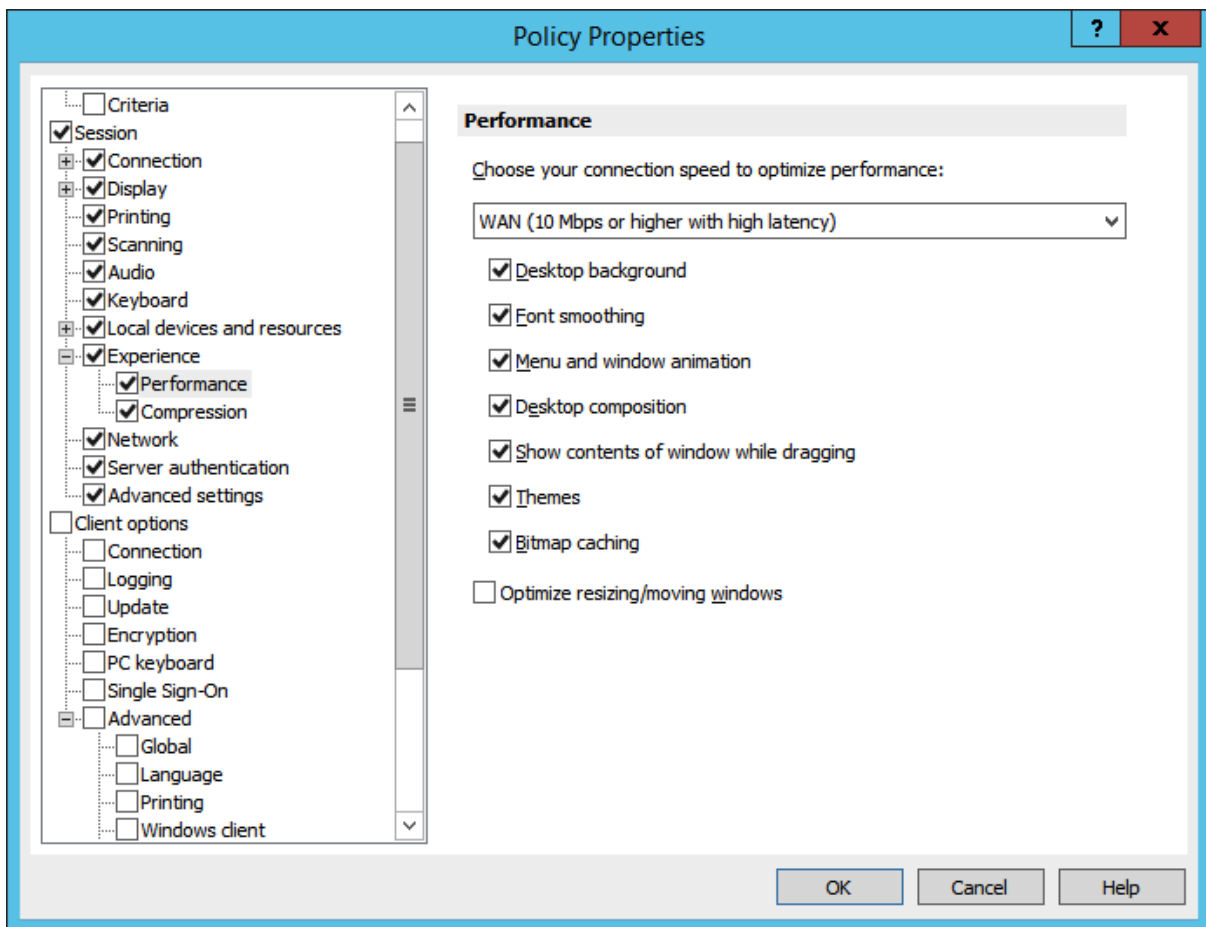 Policy Properties
?
x
Criteria
Session
Connection
Display
Printing
Scanning
Audio
Keyboard
Local devices and resources
Experience
Performance
Compression
Network
Server authentication
Advanced settings
Client options
Connection
Logging
Update
Encryption
PC keyboard
Single Sign-On
Advanced
Global
Language
Printing
Windows client
Performance
Choose your connection speed to optimize performance:
WAN (10 Mbps or higher with high latency)
Desktop background
Font smoothing
Menu and window animation
Desktop composition
Show contents of window while dragging
Themes
Bitmap caching
Optimize resizing/moving windows
OK
Cancel
Help